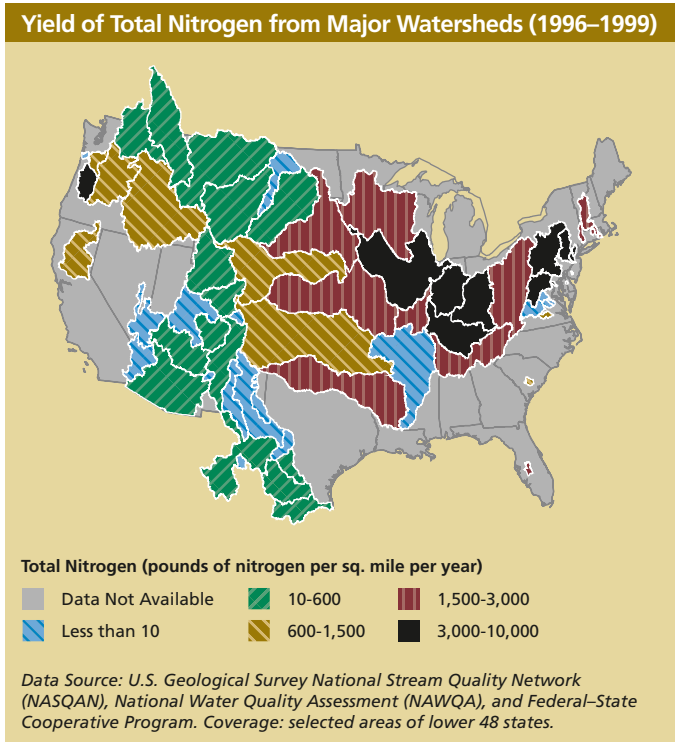 Yield of Total Nitrogen from Major Watersheds (1996–1999)
Total Nitrogen (pounds of nitrogen per sq. mile per year)
Data Not Available
10-600
1,500-3,000
Less than 10
600-1,500
3,000-10,000
Data Source: U.S. Geological Survey National Stream Quality Network
(NASQAN), National Water Quality Assessment (NAWQA), and Federal–State
Cooperative Program. Coverage: selected areas of lower 48 states.